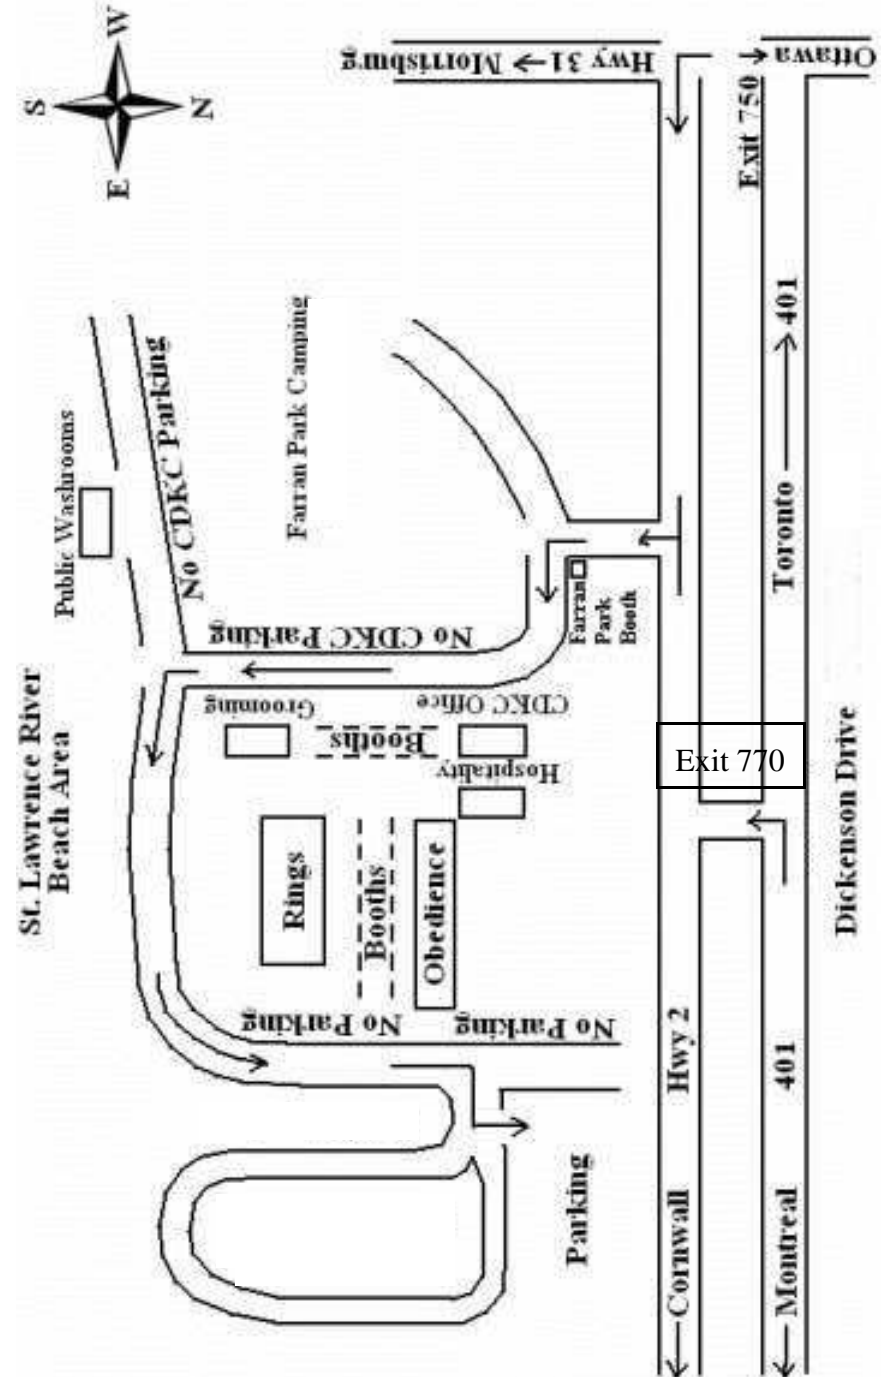 W
S
N
E
Morrisburg
Hwy 31
Ottawa
Exit 750
401
Toronto
Public Washrooms
No CDKC Parking
Farran Park Camping
No CDKC Parking
Farran
Park
Booth
St. Lawrence River
Beach Area
Grooming
CDKC Office
Booths
Hospitality
Exit 770
Rings
Booths
Obedience
Dickenson Drive
No Parking
No Parking
Hwy 2
401
Parking
Cornwall
Montreal